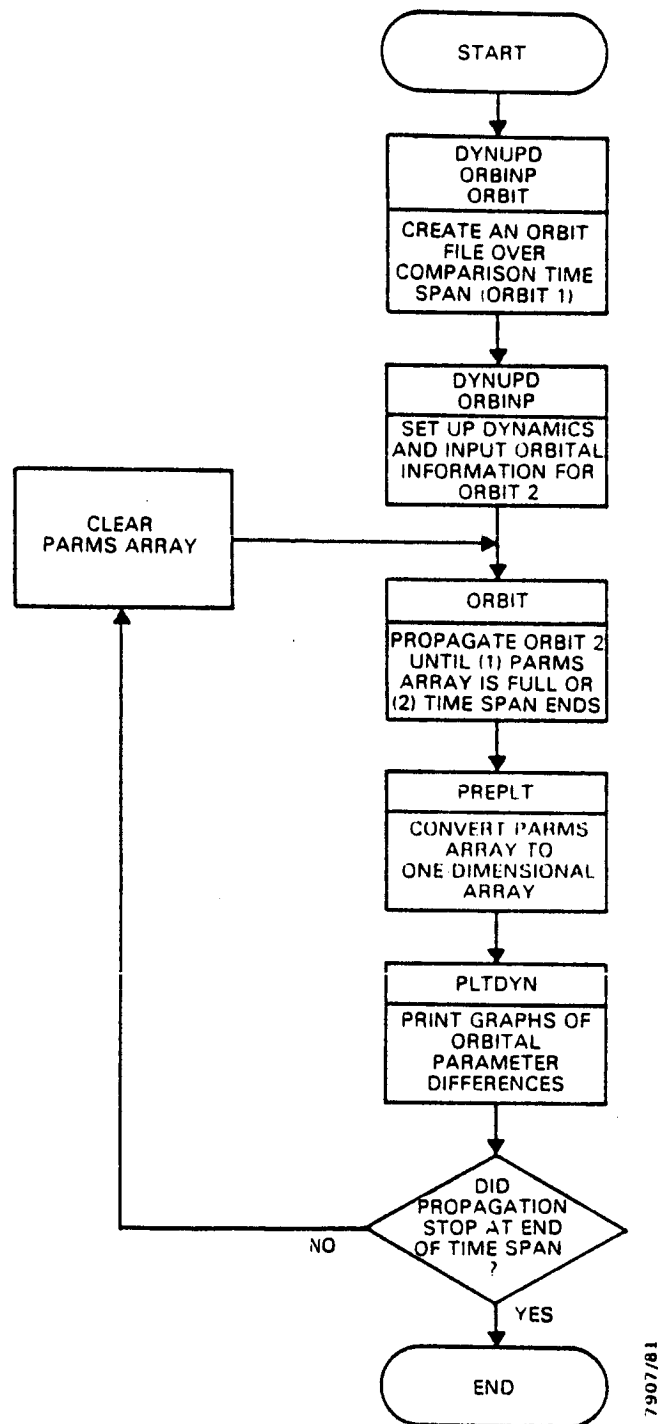 START
DYNUPD
ORBINP
ORBIT
CREATE AN ORBIT
FILE OVER
COMPARISON TIME
SPAN (ORBIT 1)
DYNUPD
ORBINP
SET UP DYNAMICS
AND INPUT ORBITAL
INFORMATION FOR
ORBIT 2
CLEAR
PARMS ARRAY
ORBIT
PROPAGATE ORBIT 2
UNTIL (1) PARMS
ARRAY IS FULL OR
(2) TIME SPAN ENDS
PREPLT
CONVERT PARMS
ARRAY TO
ONE-DIMENSIONAL
ARRAY
PLTDYN
PRINT GRAPHS OF
ORBITAL
PARAMETER
DIFFERENCES
DID
PROPAGATION
STOP AT END
OF TIME SPAN
?
NO
YES
END
7907/81